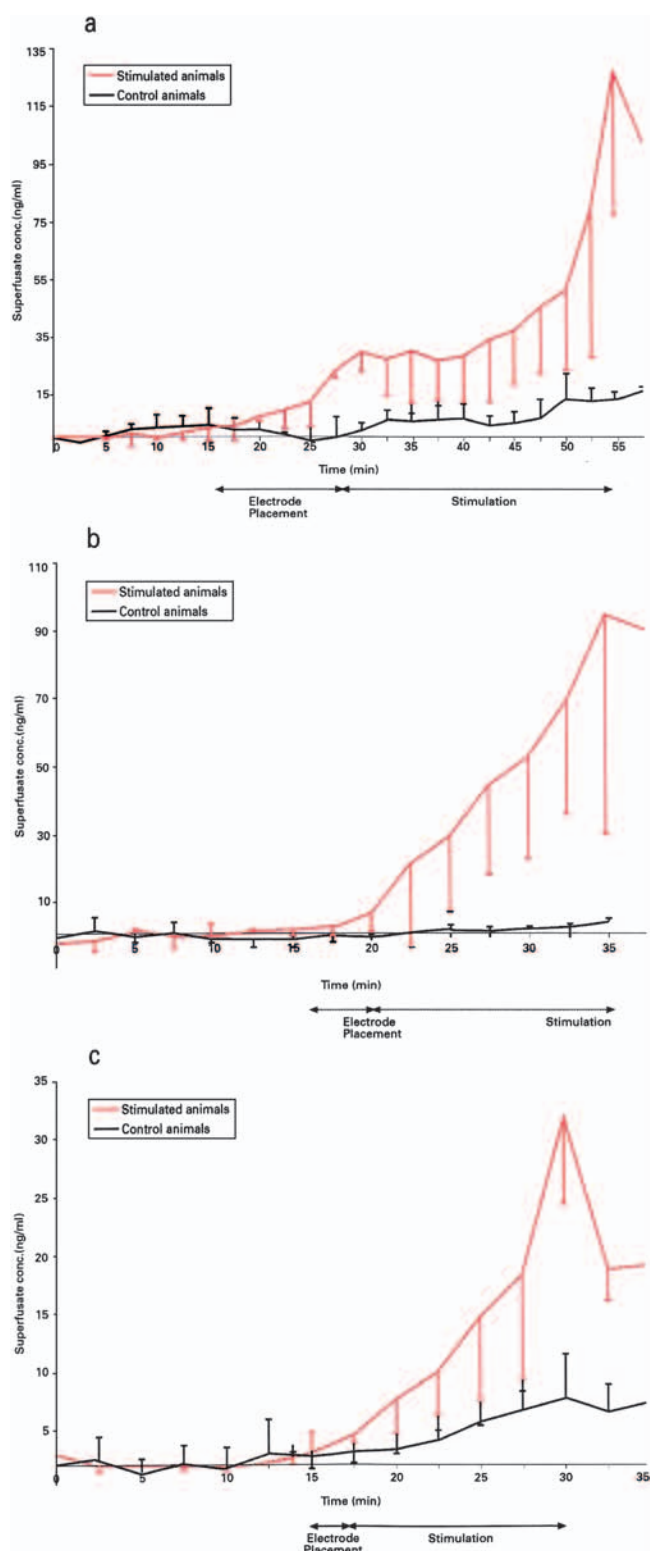 a
135
Stimulated animals
Control animals
115
95
75
55
35
15
Superfusate conc.(ng/ml)
0 5 10 15 20 25 30 35 40 45 50 55
Time (min)
Electrode
Placement
Stimulation
b
110
Stimulated animals
Control animals
90
70
50
30
10
Superfusate conc.(ng/ml)
0 5 10 15 20 25 30 35
Time (min)
Electrode
Placement
Stimulation
c
35
Stimulated animals
Control animals
30
25
20
15
10
5
Superfusate conc.(ng/ml)
0 5 10 15 20 25 30 35
Time (min)
Electrode
Placement
Stimulation